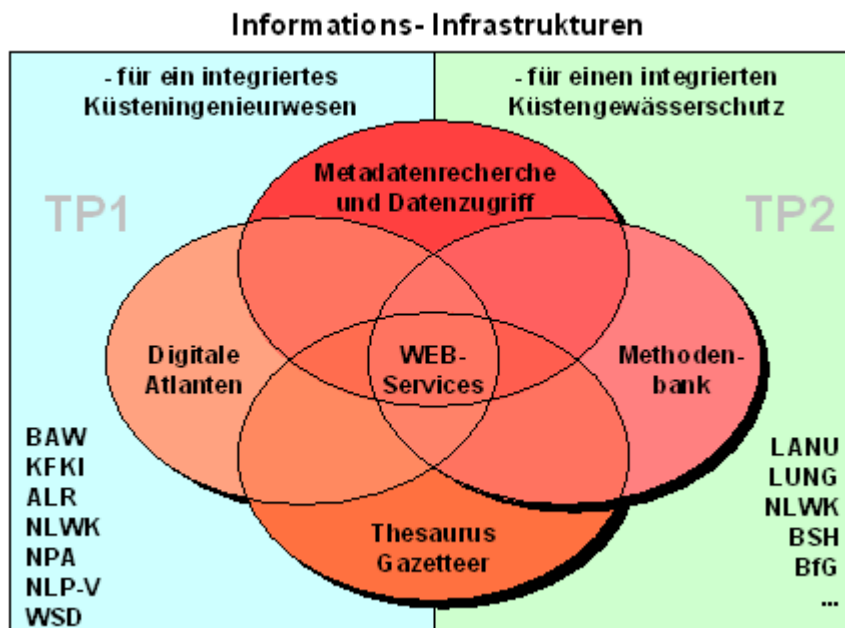 Informations- Infrastrukturen
- für ein integriertes
Küsteningenieurwesen
- für einen integrierten
Küstengewässerschutz
TP1
TP2
Metadatenrecherche
und Datenzugriff
Digitale
Atlanten
WEB-
Services
Methoden-
bank
Thesaurus
Gazetteer
BAW
KFKI
ALR
NLWK
NPA
NLP-V
WSD
LANU
LUNG
NLWK
BSH
BfG
...